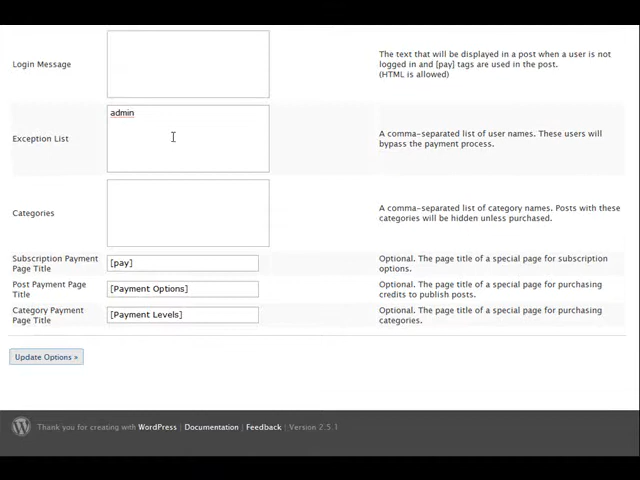 Login Message
The text that will be displayed in a post when a user is not
logged in and [pay] tags are used in the post.
(HTML is allowed)
admin
Exception List
A comma-separated list of user names. These users will
bypass the payment process.
Categories
A comma-separated list of category names. Posts with these
categories will be hidden unless purchased.
Subscription Payment
Page Title
[pay]
Optional. The page title of a special page for subscription
options.
Post Payment Page
Title
[Payment Options]
Optional. The page title of a special page for purchasing
credits to publish posts.
Category Payment
Page Title
[Payment Levels]
Optional. The page title of a special page for purchasing
categories.
Update Options »
W Thank you for creating with WordPress | Documentation | Feedback | Version 2.5.1